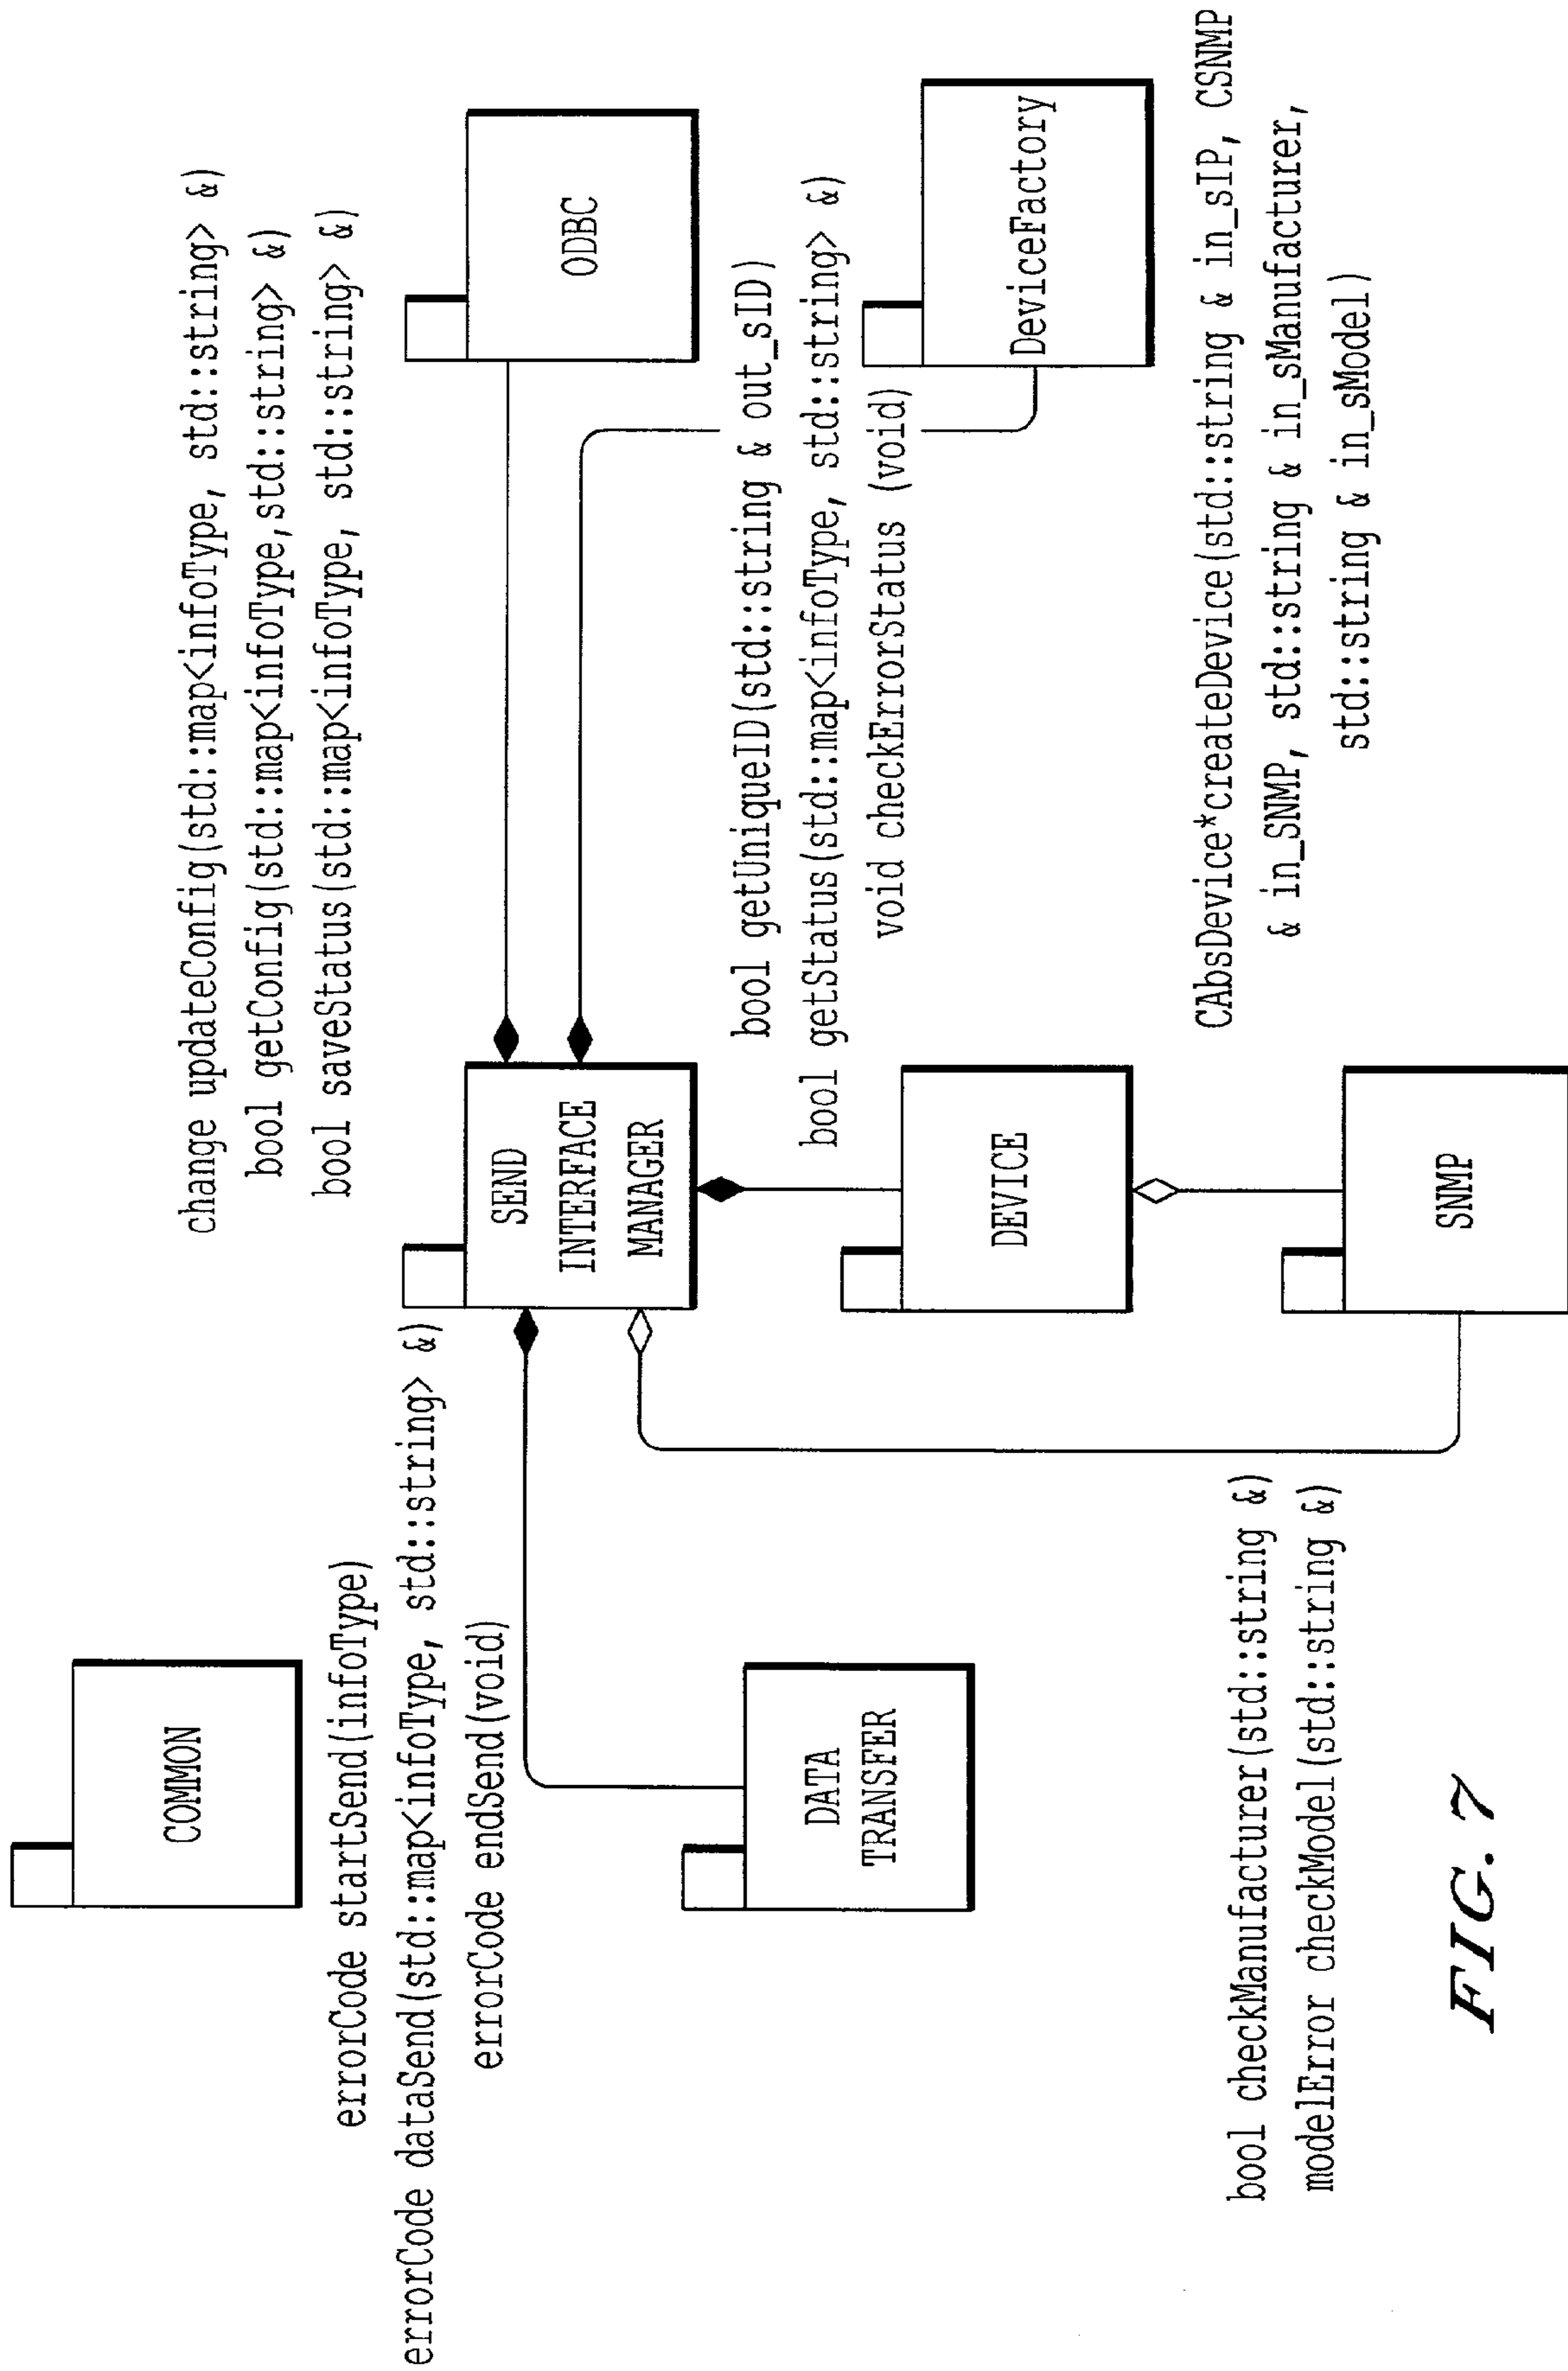 COMMON
errorCode startSend(infoType)
errorCode dataSend(std::map<infoType, std::string> &)
errorCode endSend(void)
DATA
TRANSFER
bool checkManufacturer(std::string &)
modelError checkModel(std::string &)
change updateConfig(std::map<infoType, std::string> &)
bool getConfig(std::map<infoType,std::string> &)
bool saveStatus(std::map<infoType, std::string> &)
SEND
INTERFACE
MANAGER
ODBC
bool getUniqueID(std::string & out_sID)
bool getStatus(std::map<infoType, std::string> &)
void checkErrorStatus (void)
DEVICE
DeviceFactory
CAbsDevice*createDevice(std::string & in_sIP, CSNMP
& in_SNMP, std::string & in_sManufacturer,
std::string & in_sModel)
SNMP
FIG. 7